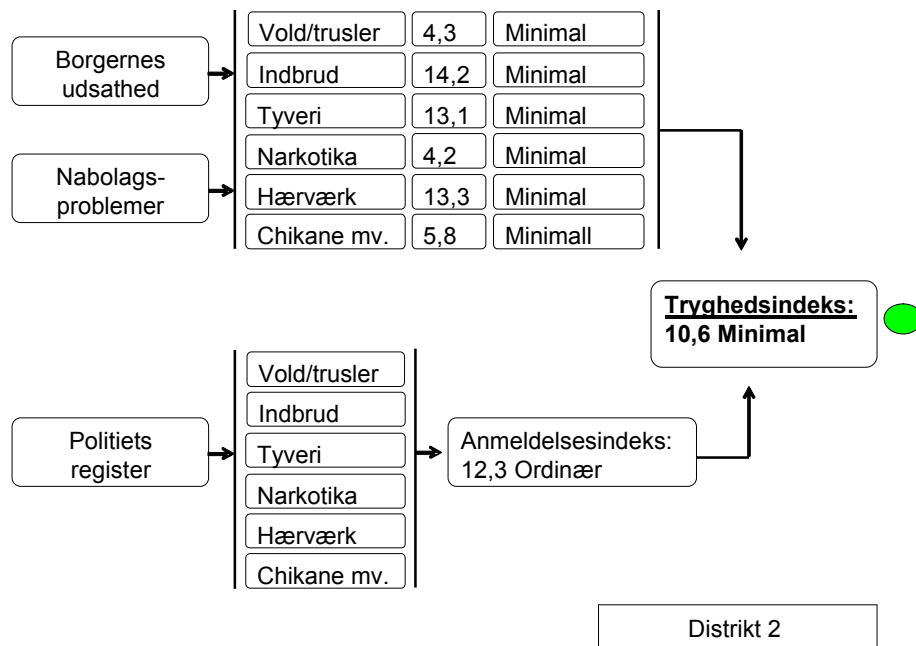 Borgernes
udsathed
Nabolags-
problemer
Vold/trusler 4,3 Minimal
Indbrud 14,2 Minimal
Tyveri 13,1 Minimal
Narkotika 4,2 Minimal
Hærværk 13,3 Minimal
Chikane mv. 5,8 Minimall
Tryghedsindeks:
10,6 Minimal
Politiets
register
Vold/trusler
Indbrud
Tyveri
Narkotika
Hærværk
Chikane mv.
Anmeldelsesindeks:
12,3 Ordinær
Distrikt 2